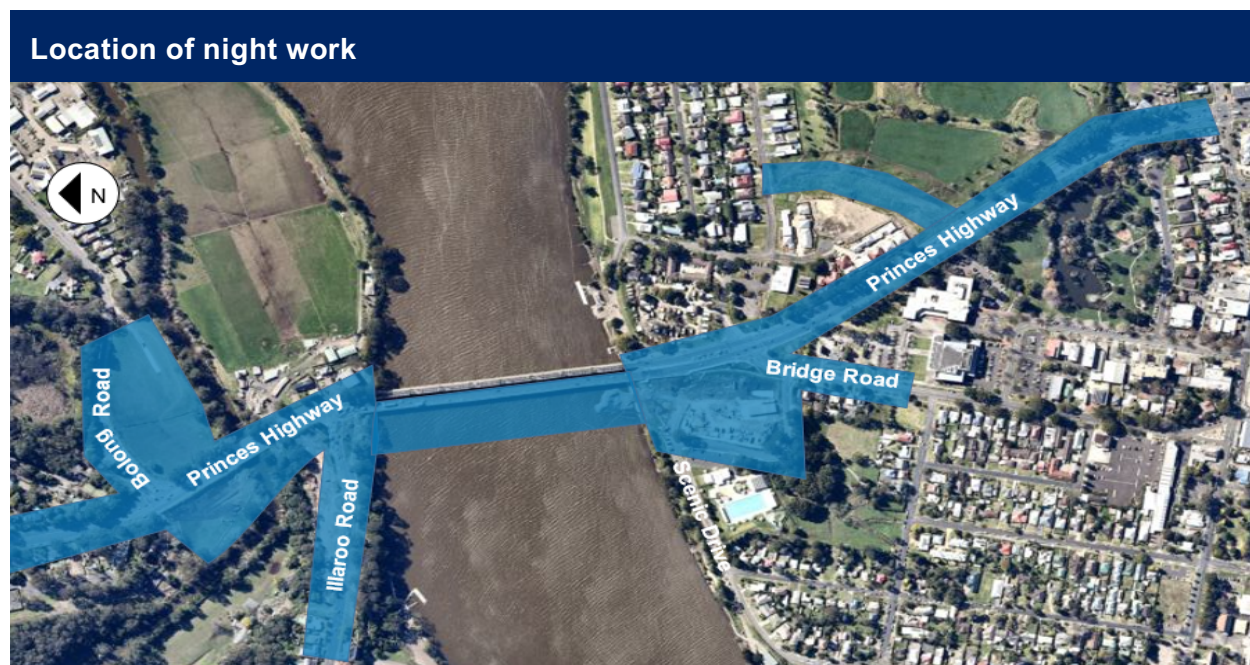 Location of night work
N
Princes Highway
Bridge Road
Bolong Road
Princes Highway
Illaroo Road
Scenic Drive